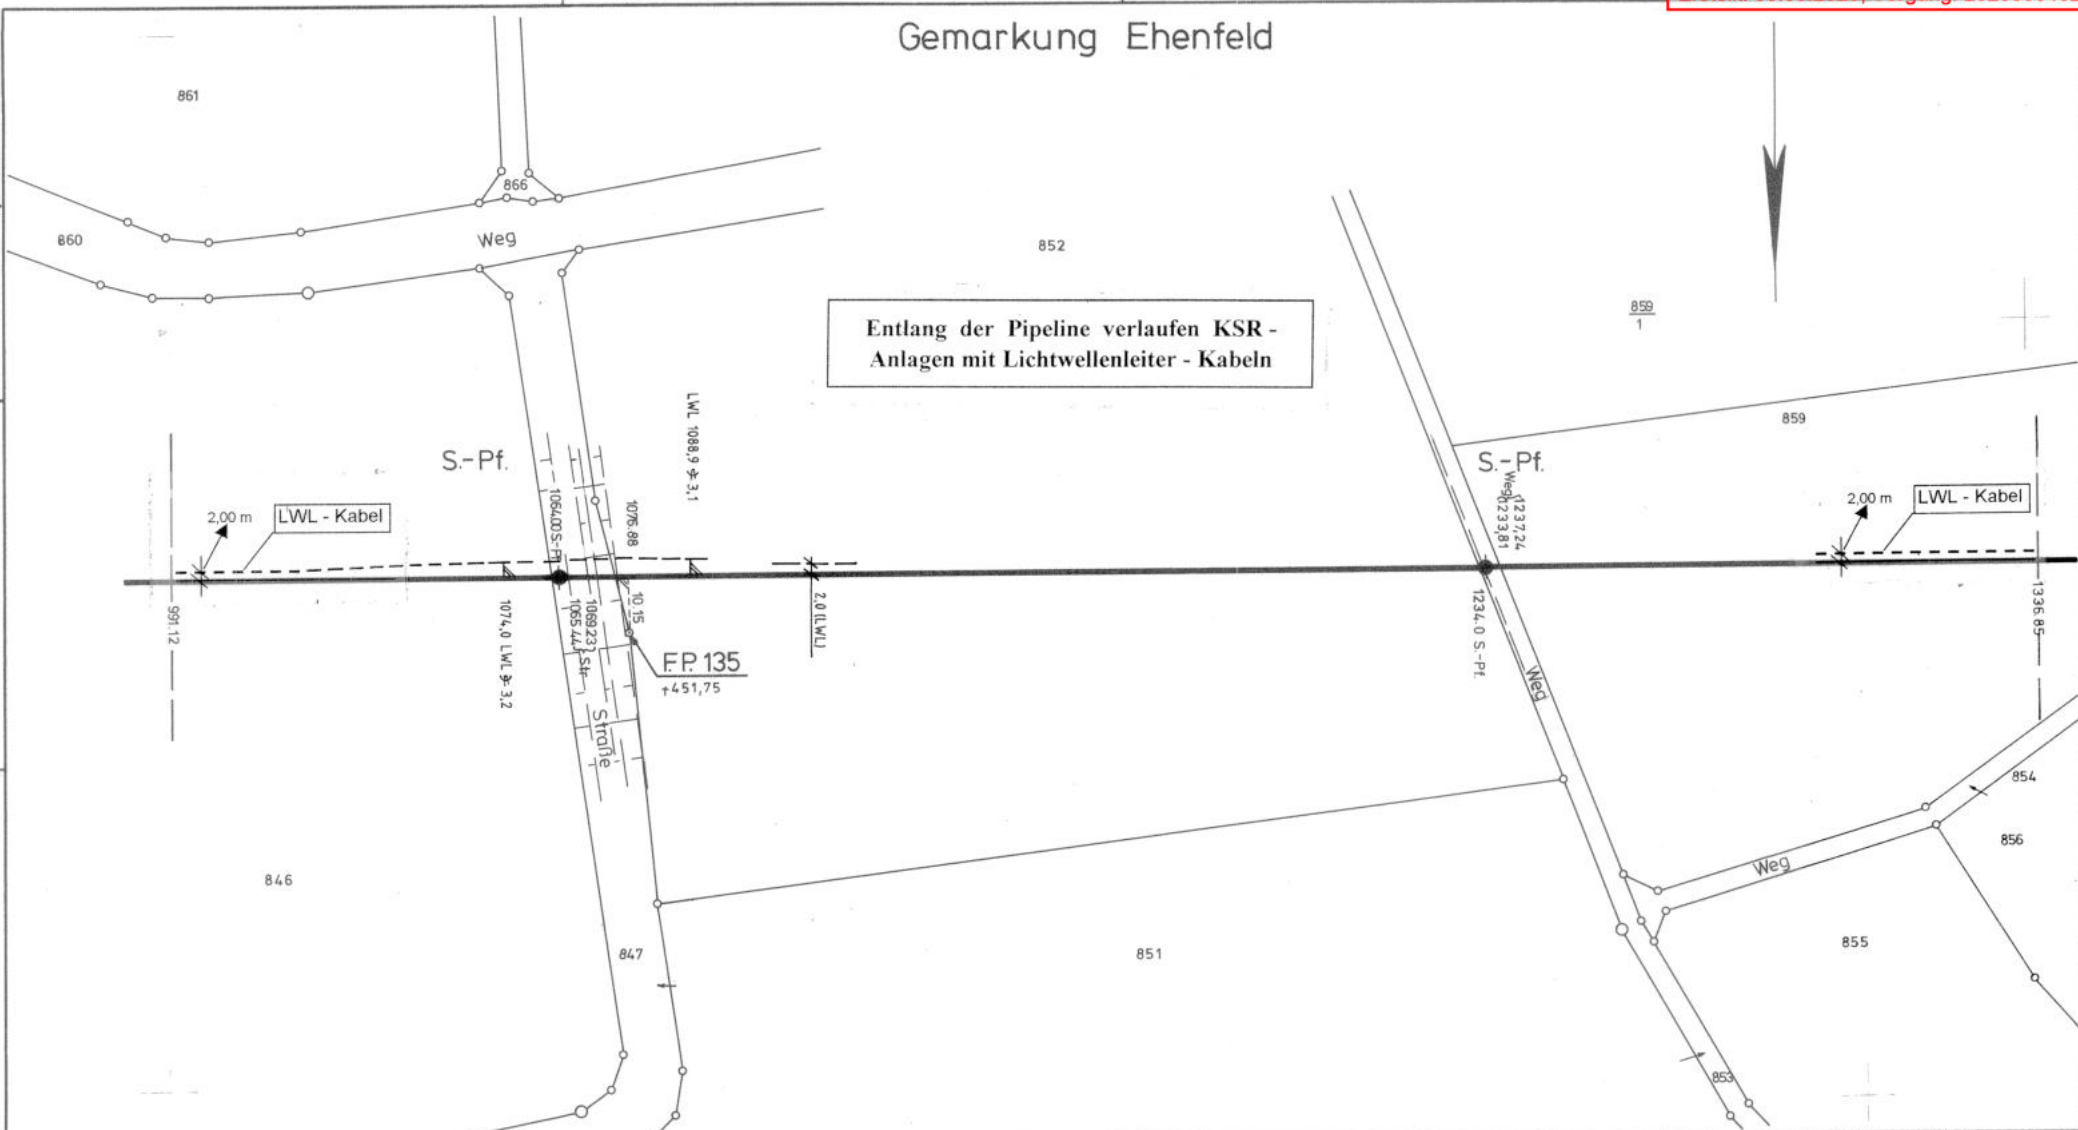 Gemarkung Ehenfeld
861
866
860
Weg
852
859
1
Entlang der Pipeline verlaufen KSR -
Anlagen mit Lichtwellenleiter - Kabeln
859
LWL 1088,9 3,1
S.-Pf.
S.-Pf.
Weg
1237,24
1233,81
2,00 m
LWL - Kabel
1064.00 S-Pf
1076.88
2,00 m
LWL - Kabel
991.12
1074,0 LWL 3,2
1065.44
1069.23
Str.
10.15
2,0 (LWL)
1234.0 S.-Pf.
1336.85
F.P. 135
+451,75
Straße
Weg
854
856
Weg
846
847
851
855
853